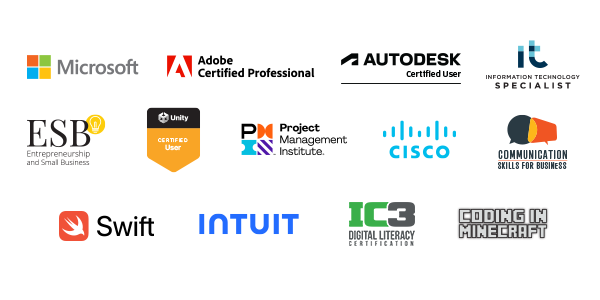 Microsoft
Adobe
Certified Professional
AUTODESK
Certified User
it
INFORMATION TECHNOLOGY
SPECIALIST
ESB
Entrepreneurship
and Small Business
Unity
CERTIFIED
User
PMI
Project
Management
Institute.
CISCO
COMMUNICATION
SKILLS FOR BUSINESS
Swift
INTUIT
IC3
DIGITAL LITERACY
CERTIFICATION
CODING IN
MINECRAFT